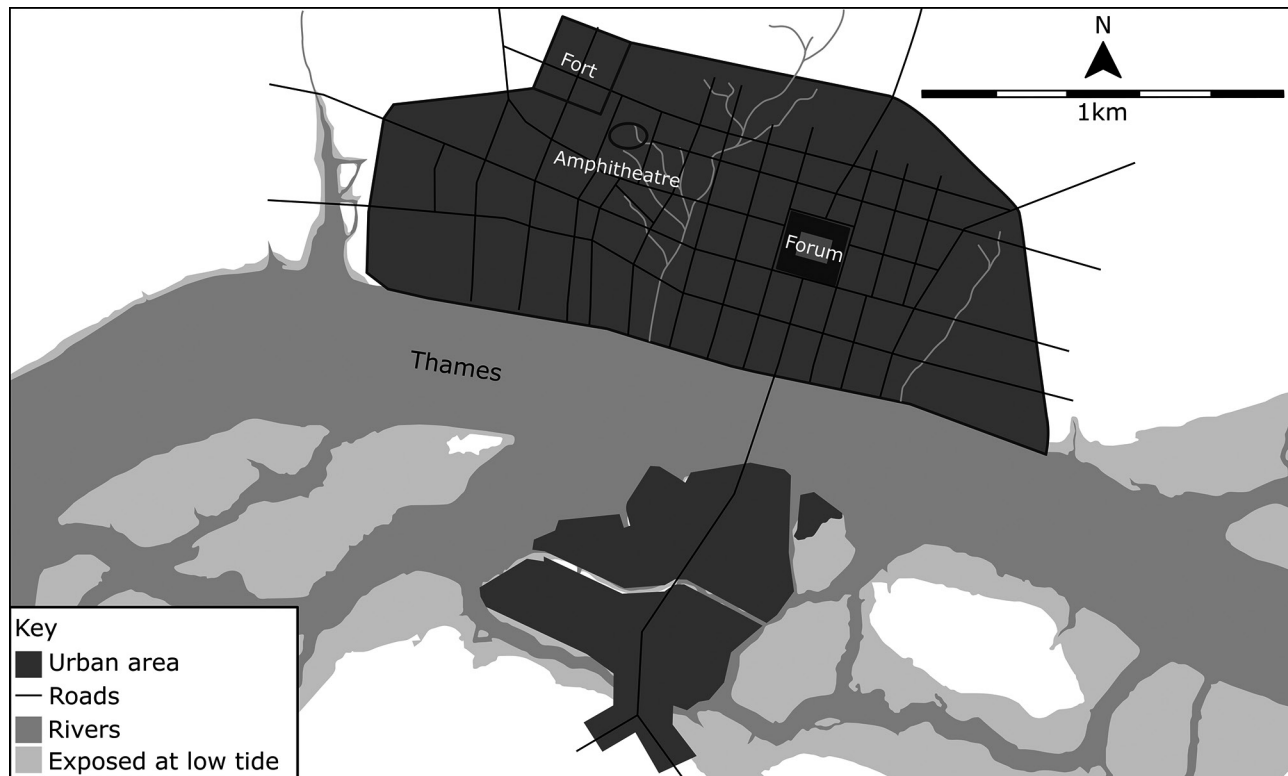 N
1km
Fort
Amphitheatre
Forum
Thames
Key
Urban area
Roads
Rivers
Exposed at low tide